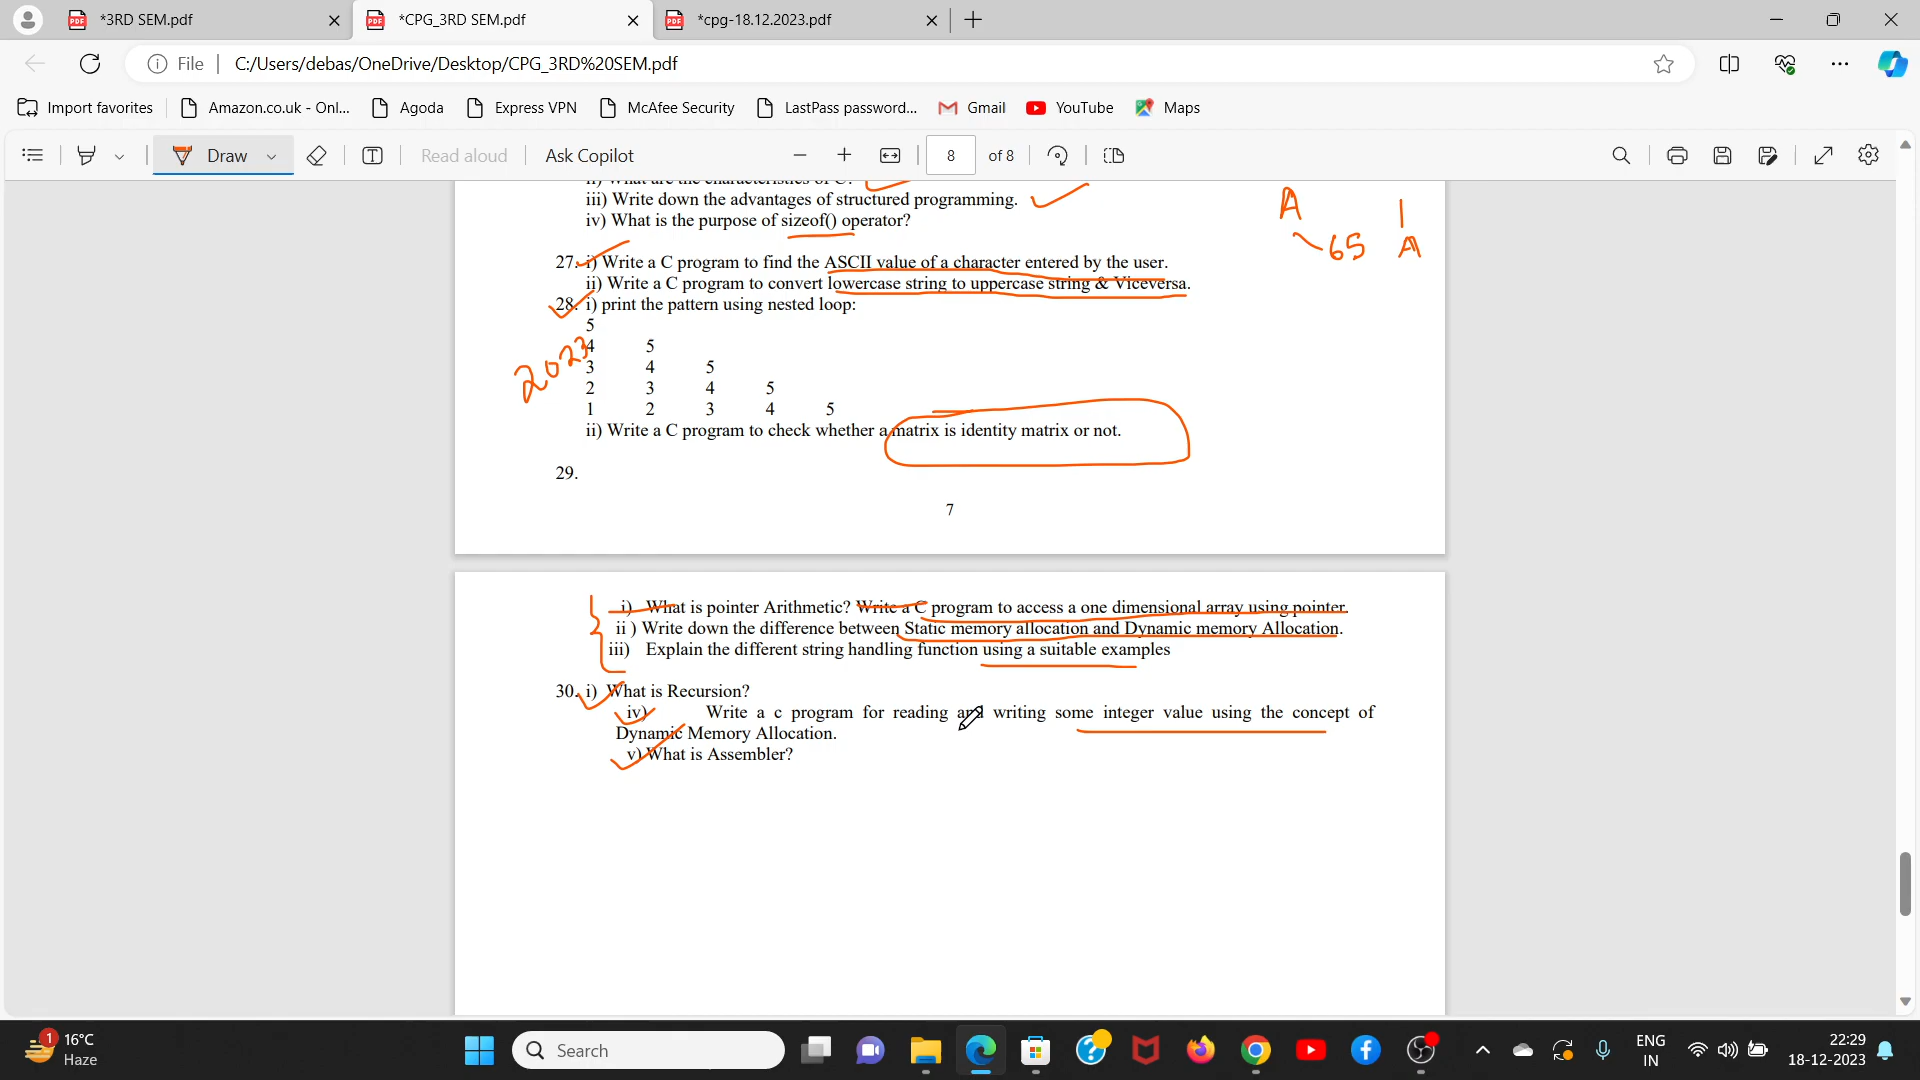 *3RD SEM.pdf
*CPG_3RD SEM.pdf
*cpg-18.12.2023.pdf
File
C:/Users/debas/OneDrive/Desktop/CPG_3RD%20SEM.pdf
Import favorites
Amazon.co.uk - Onl...
Agoda
Express VPN
McAfee Security
LastPass password...
Gmail
YouTube
Maps
Draw
Read aloud
Ask Copilot
8 of 8
ii) What are the characteristics of C?
iii) Write down the advantages of structured programming.
iv) What is the purpose of sizeof() operator?
A
65
A
27. i) Write a C program to find the ASCII value of a character entered by the user.
ii) Write a C program to convert lowercase string to uppercase string & Viceversa.
28. i) print the pattern using nested loop:
5
4 5
3 4 5
2 3 4 5
1 2 3 4 5
2023
ii) Write a C program to check whether a matrix is identity matrix or not.
29.
7
i) What is pointer Arithmetic? Write a C program to access a one dimensional array using pointer.
ii ) Write down the difference between Static memory allocation and Dynamic memory Allocation.
iii) Explain the different string handling function using a suitable examples
30. i) What is Recursion?
iv) Write a c program for reading and writing some integer value using the concept of
Dynamic Memory Allocation.
v) What is Assembler?
1
16°C
Haze
Search
ENG
IN
22:29
18-12-2023